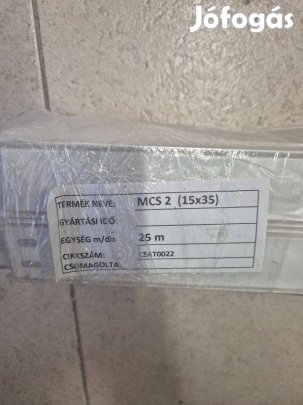 Jófogás
TERMÉK NEVE: MCS 2 (15x35)
GYÁRTÁSI IDŐ:
EGYSÉG m/db: 25 m
CIKKSZÁM: CSAT0022
CSOMAGOLTA: